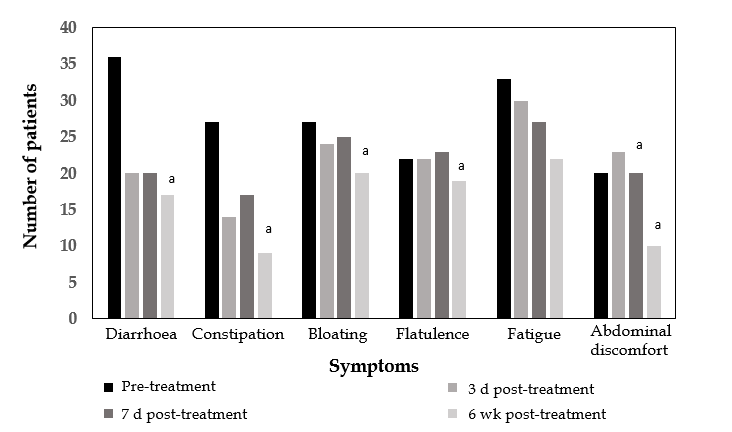 Number of patients
40
35
30
25
20
15
10
5
0
a
a
a
a
a
a
Diarrhoea Constipation Bloating Flatulence Fatigue Abdominal
discomfort
Symptoms
Pre-treatment 3 d post-treatment
7 d post-treatment 6 wk post-treatment